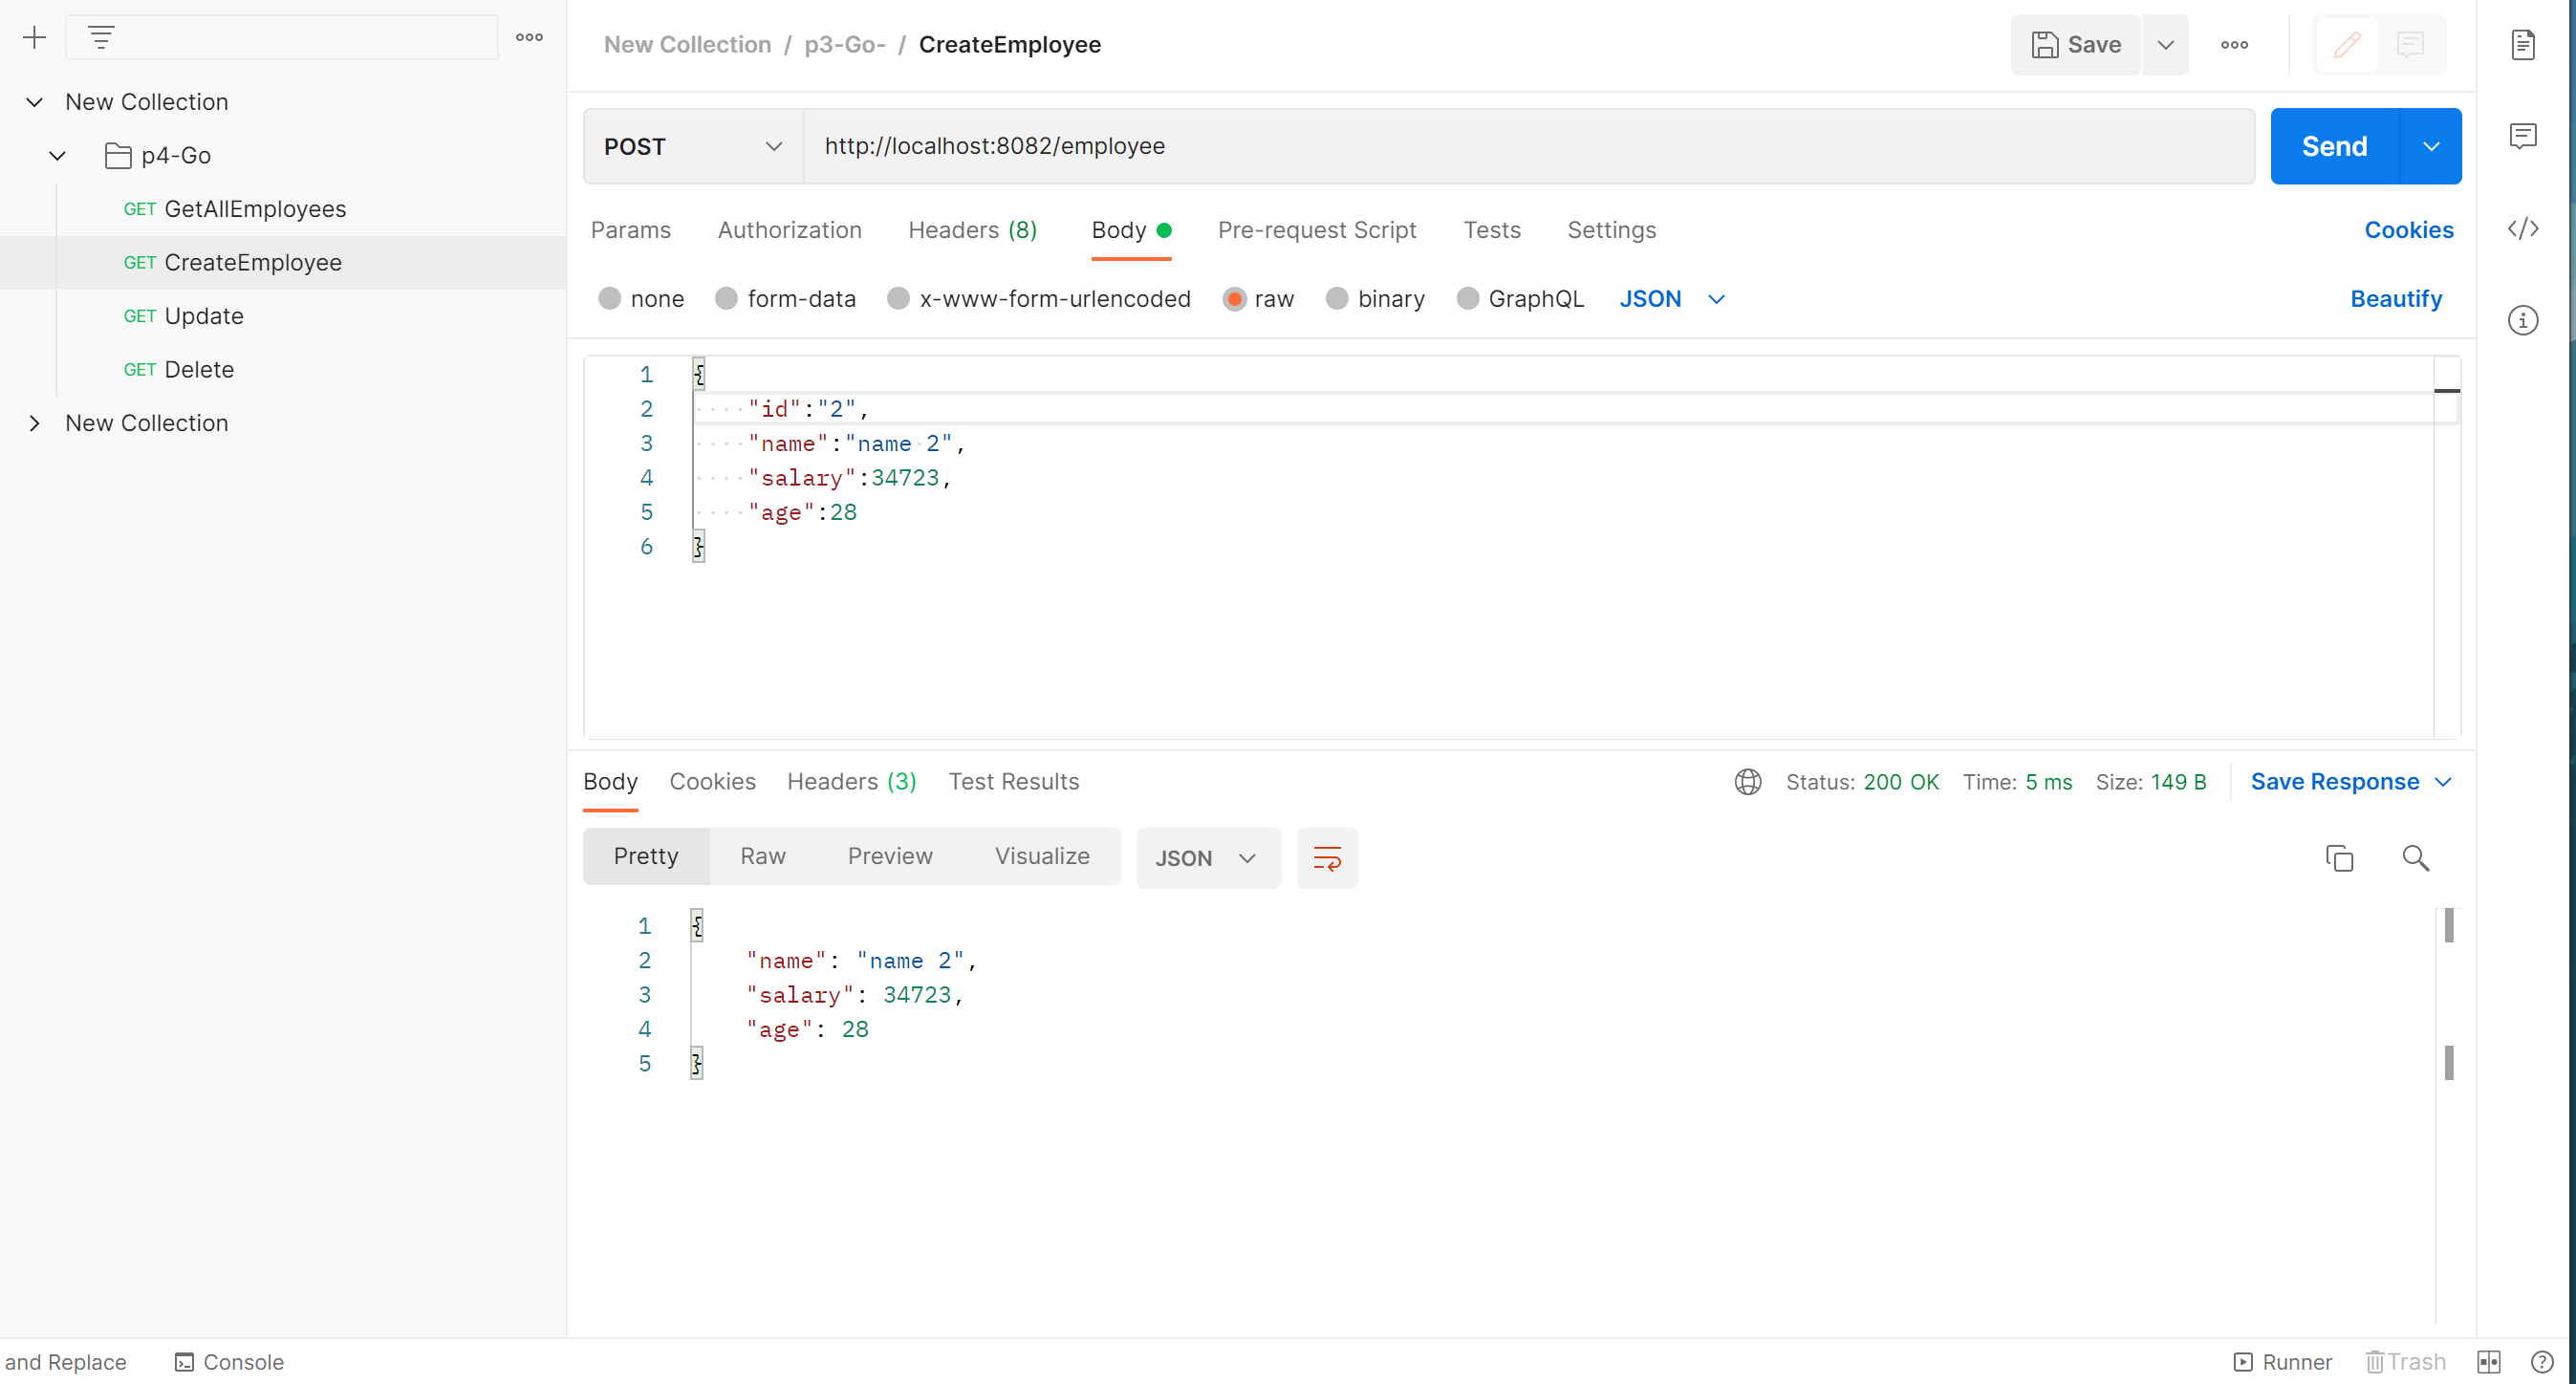 New Collection
p4-Go
GET GetAllEmployees
GET CreateEmployee
GET Update
GET Delete
New Collection
New Collection / p3-Go- / CreateEmployee
Save
POST http://localhost:8082/employee Send
Params Authorization Headers (8) Body Pre-request Script Tests Settings Cookies
none form-data x-www-form-urlencoded raw binary GraphQL JSON Beautify
1 {
2 "id":"2",
3 "name":"name 2",
4 "salary":34723,
5 "age":28
6 }
Body Cookies Headers (3) Test Results Status: 200 OK Time: 5 ms Size: 149 B Save Response
Pretty Raw Preview Visualize JSON
1 {
2 "name": "name 2",
3 "salary": 34723,
4 "age": 28
5 }
and Replace Console Runner Trash